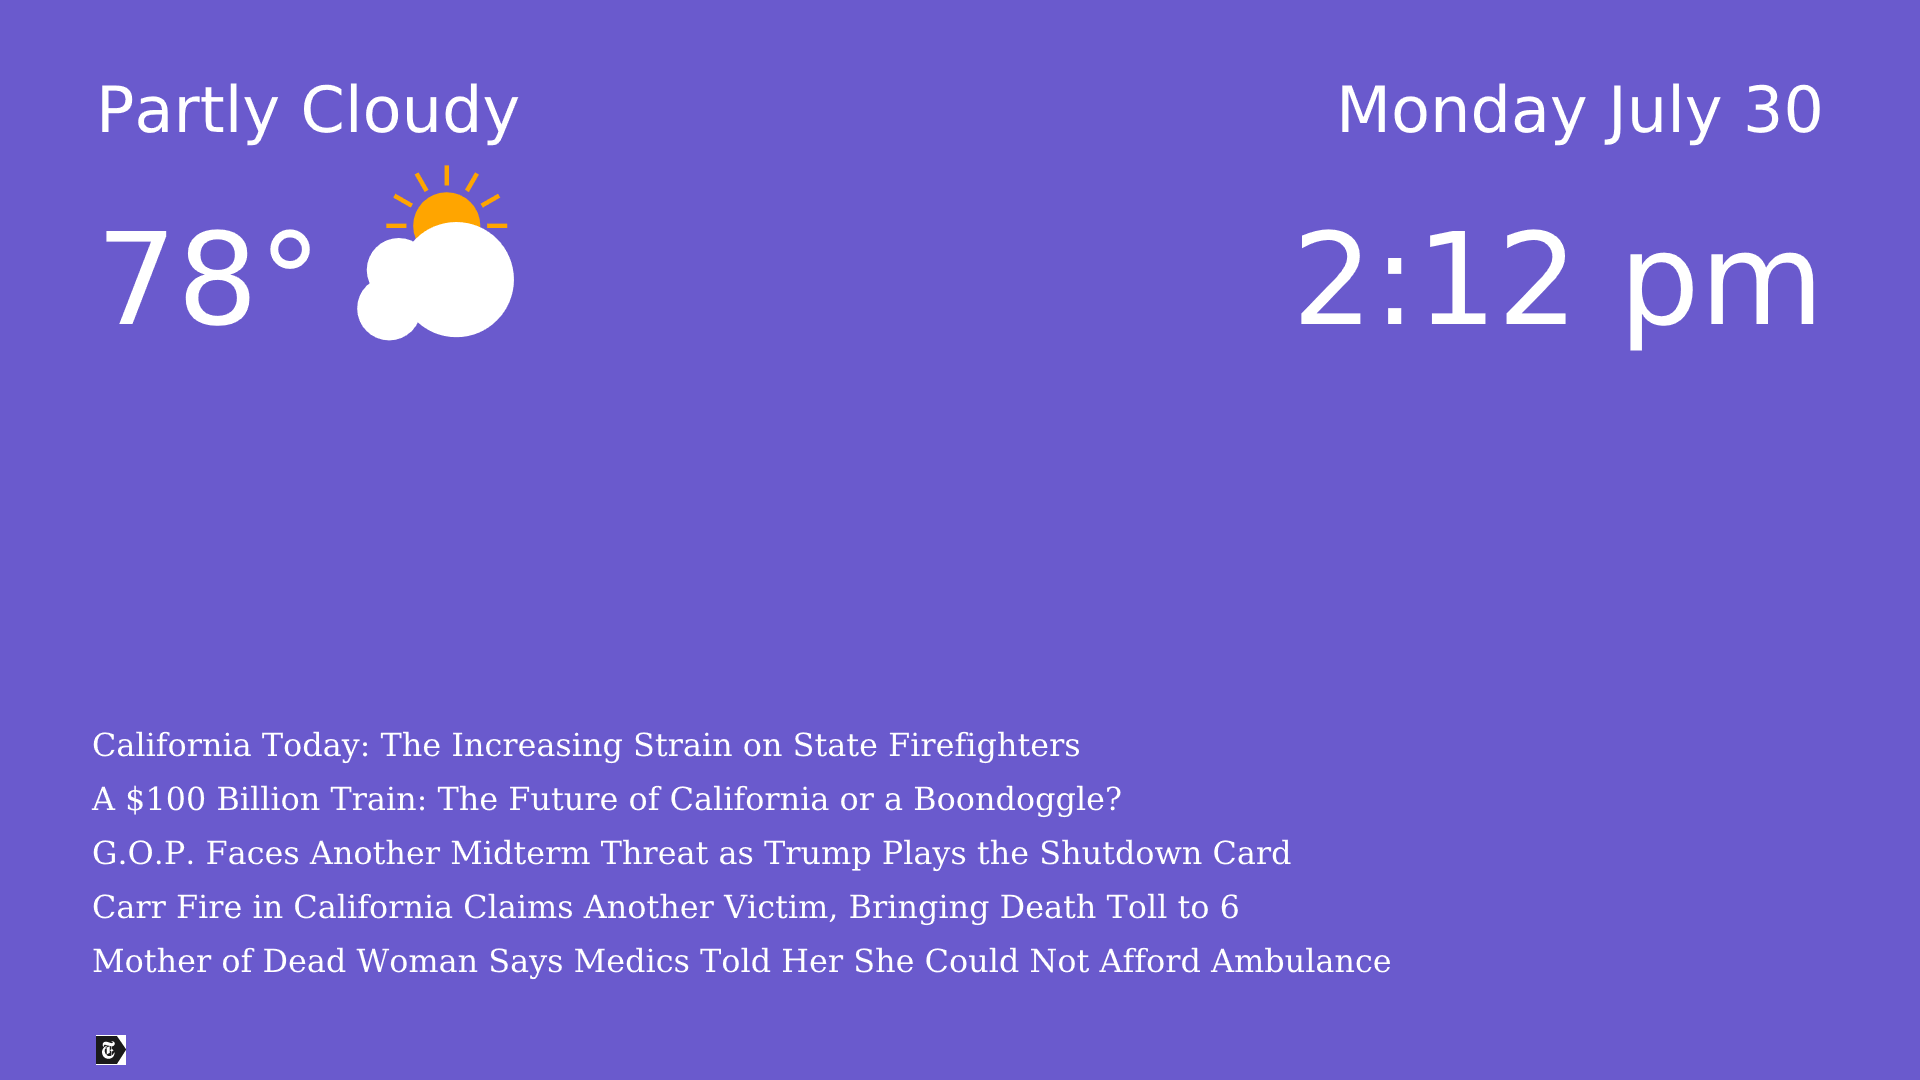 Partly Cloudy
Monday July 30
78°
2:12 pm
California Today: The Increasing Strain on State Firefighters
A $100 Billion Train: The Future of California or a Boondoggle?
G.O.P. Faces Another Midterm Threat as Trump Plays the Shutdown Card
Carr Fire in California Claims Another Victim, Bringing Death Toll to 6
Mother of Dead Woman Says Medics Told Her She Could Not Afford Ambulance
T